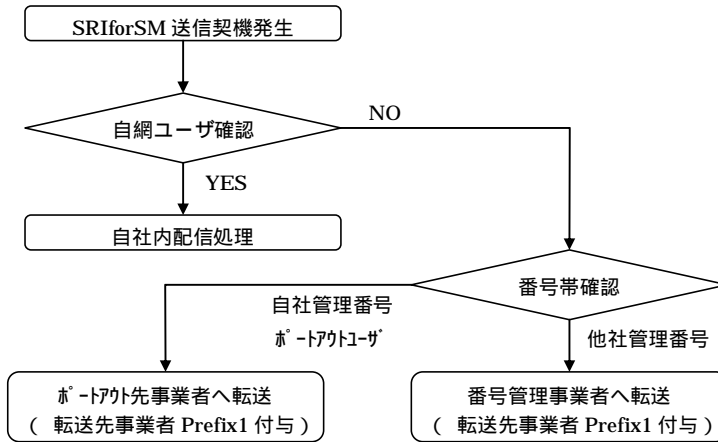 SRIforSM 送信契機発生
自網ユーザ確認
NO
YES
自社内配信処理
番号帯確認
自社管理番号
ﾎﾟｰﾄｱｳﾄﾕｰｻﾞ
他社管理番号
ﾎﾟｰﾄｱｳﾄ先事業者へ転送
( 転送先事業者 Prefix1 付与 )
番号管理事業者へ転送
( 転送先事業者 Prefix1 付与 )